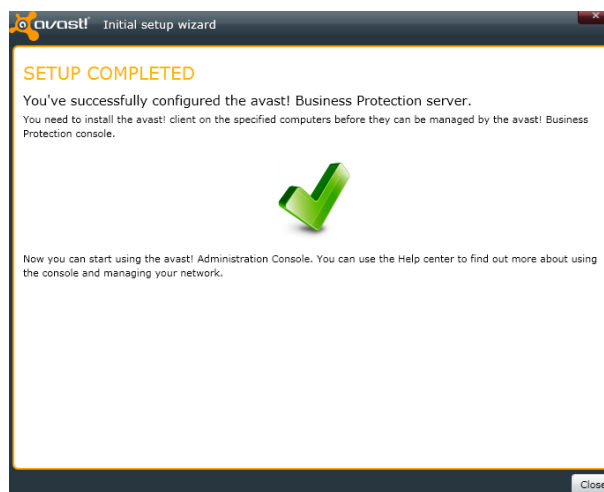 avast! Initial setup wizard
SETUP COMPLETED
You've successfully configured the avast! Business Protection server.
You need to install the avast! client on the specified computers before they can be managed by the avast! Business
Protection console.
Now you can start using the avast! Administration Console. You can use the Help center to find out more about using
the console and managing your network.
Close